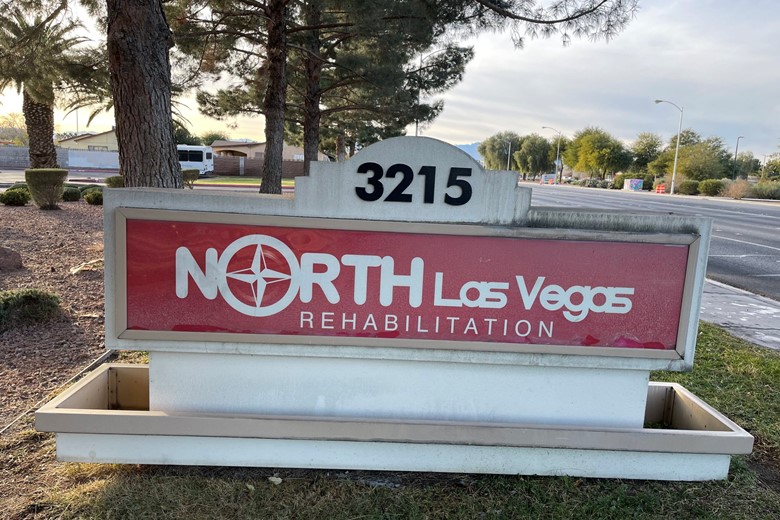 3215
NORTH Las Vegas
REHABILITATION